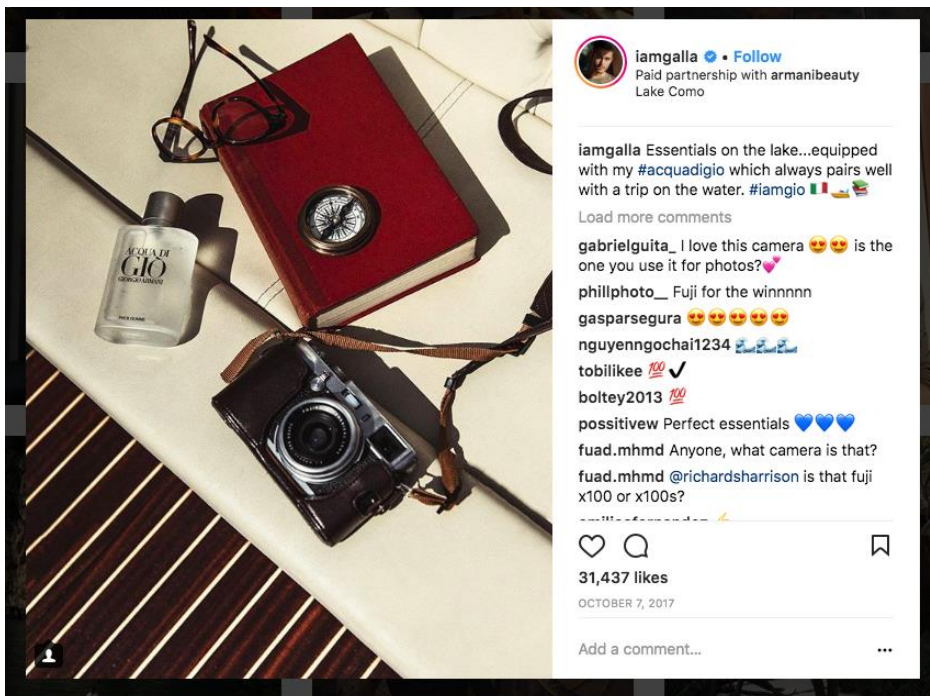 iamgalla • Follow
Paid partnership with armanibeauty
Lake Como
iamgalla Essentials on the lake...equipped
with my #acquadigio which always pairs well
with a trip on the water. #iamgio 🇮🇹🚤📚
Load more comments
gabrielguita_ I love this camera 😍😍 is the
one you use it for photos?💕
phillphoto__ Fuji for the winnnnn
gasparsegura 😍😍😍😍😍
nguyenngochai1234 🌊🌊🌊
tobilikee 💯✔
boltey2013 💯
possitivew Perfect essentials 💙💙💙
fuad.mhmd Anyone, what camera is that?
fuad.mhmd @richardsharrison is that fuji
x100 or x100s?
31,437 likes
OCTOBER 7, 2017
Add a comment...
ACQUA DI
GIÒ
GIORGIO ARMANI
POUR HOMME